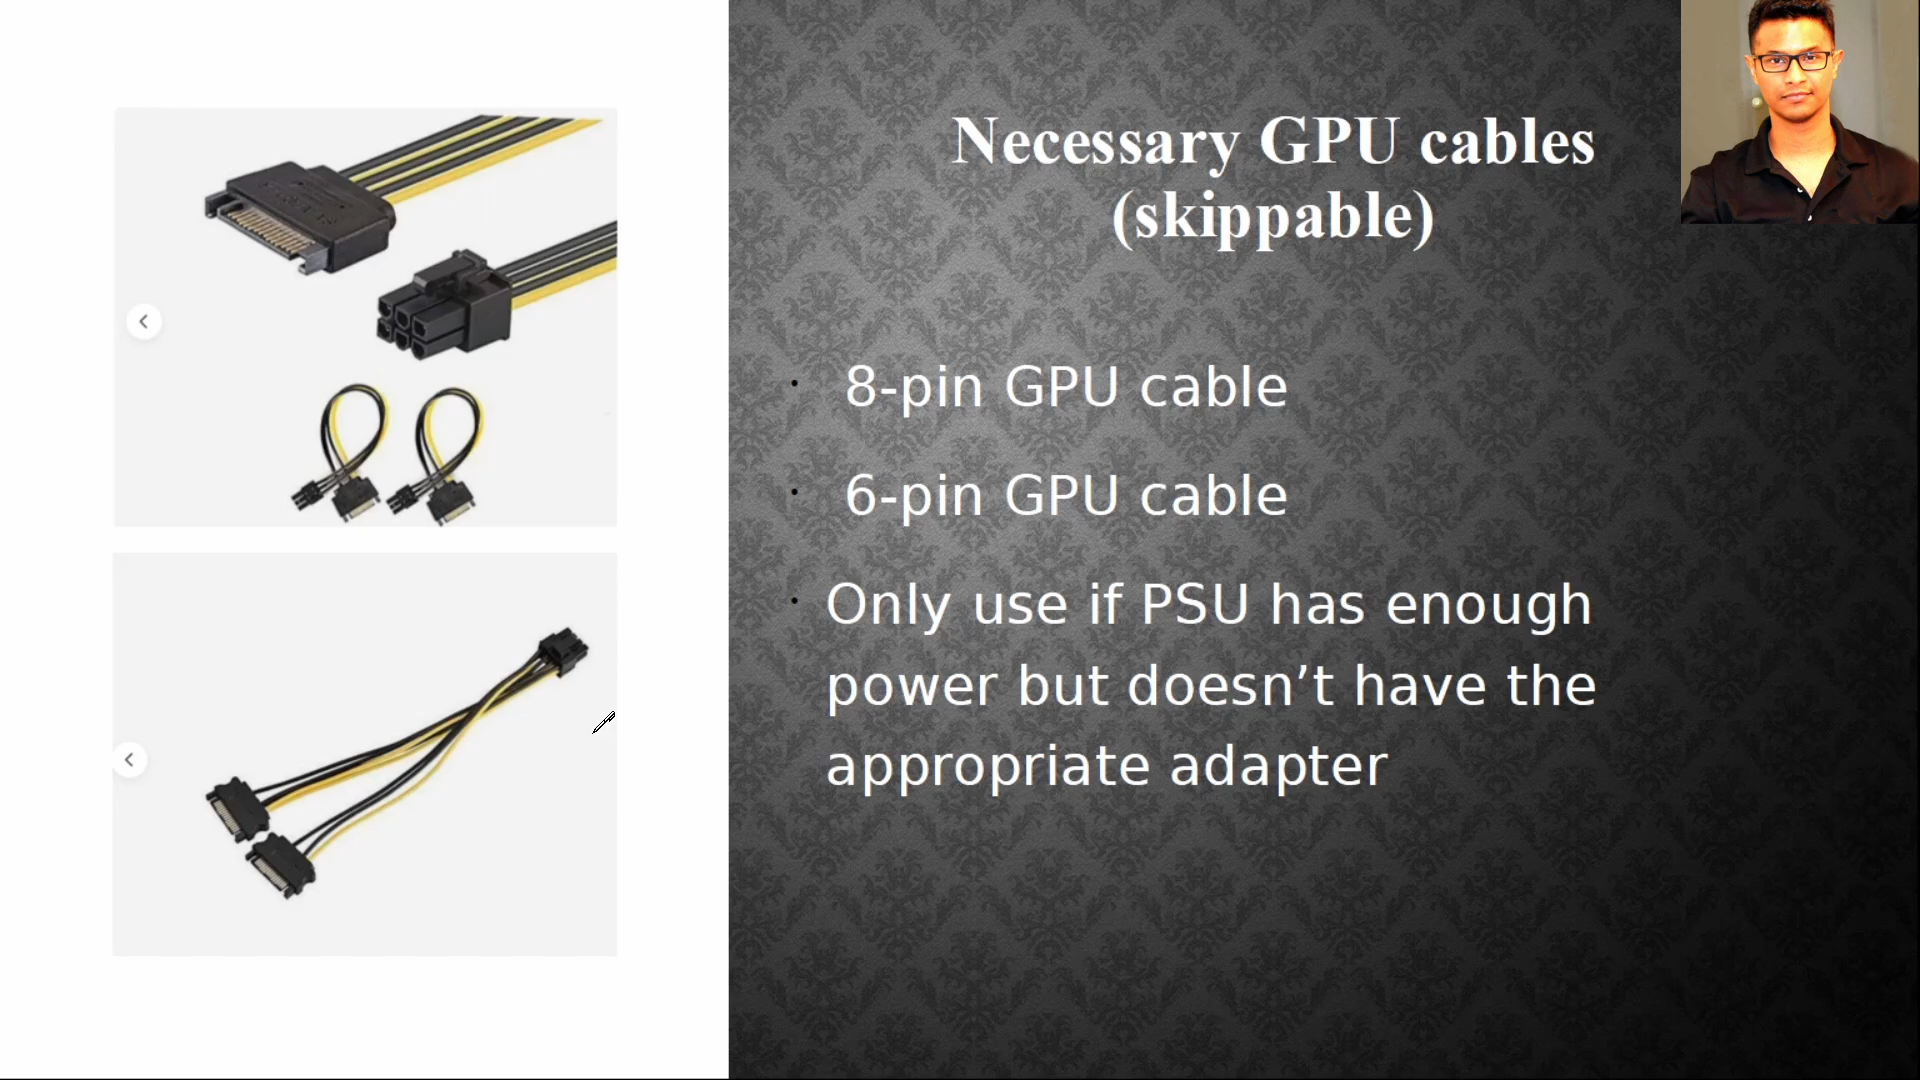 Necessary GPU cables
(skippable)
8-pin GPU cable
6-pin GPU cable
Only use if PSU has enough
power but doesn’t have the
appropriate adapter